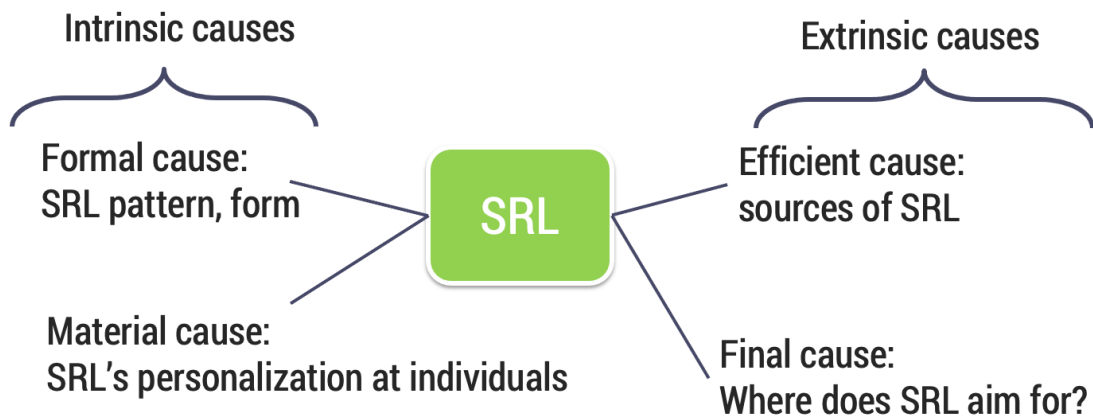 Intrinsic causes
Extrinsic causes
Formal cause:
SRL pattern, form
Efficient cause:
sources of SRL
SRL
Material cause:
SRL's personalization at individuals
Final cause:
Where does SRL aim for?